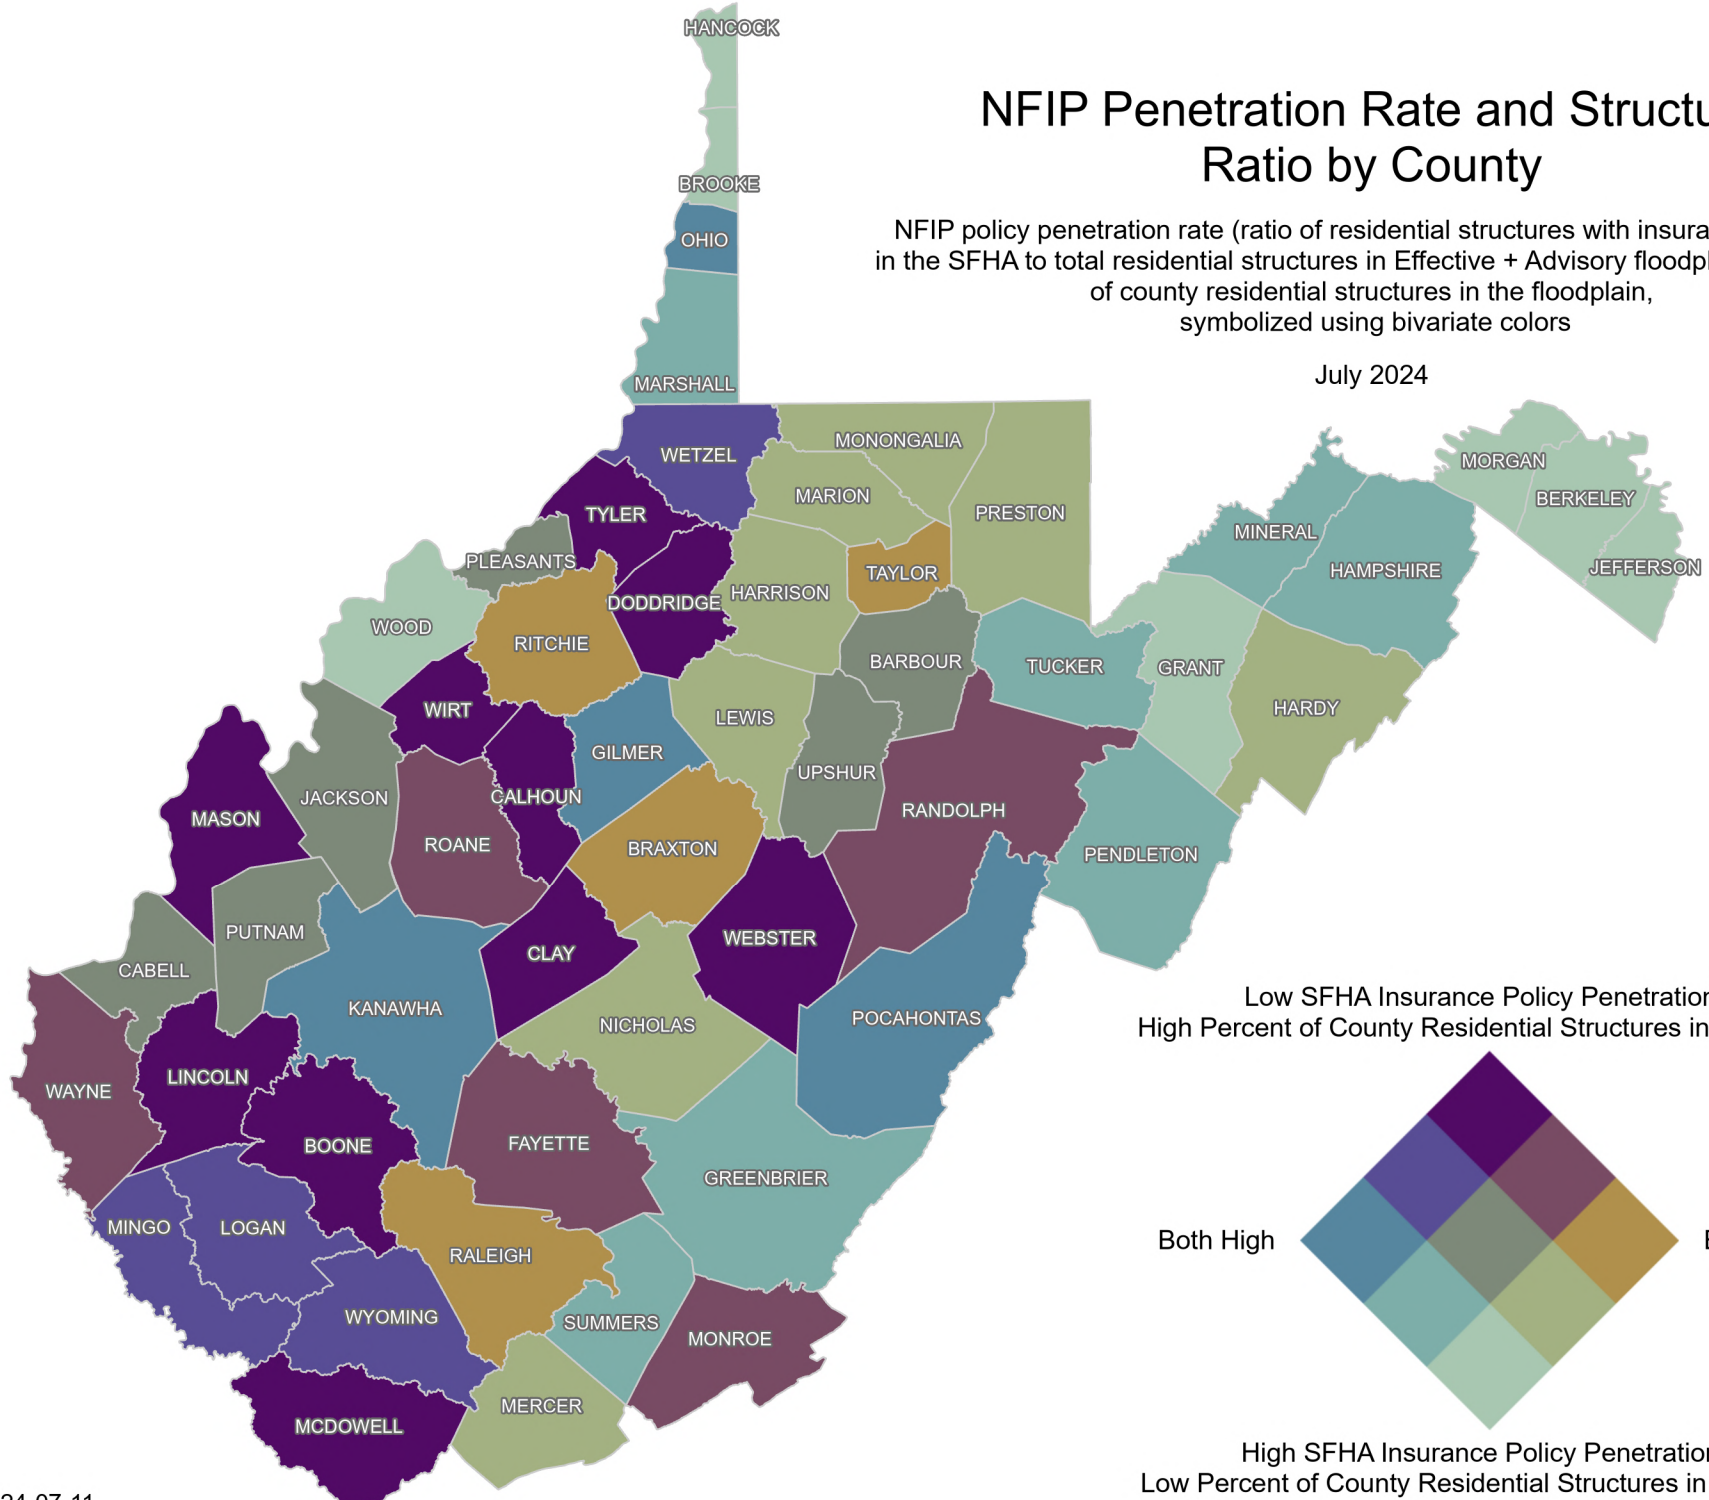 HANCOCK
NFIP Penetration Rate and Structu
Ratio by County
BROOKE
NFIP policy penetration rate (ratio of residential structures with insura
OHIO
in the SFHA to total residential structures in Effective + Advisory floodpl
of county residential structures in the floodplain,
symbolized using bivariate colors
July 2024
MARSHALL
MONONGALIA
WETZEL
MORGAN
MARION
BERKELEY
TYLER
PRESTON
MINERAL
PLEASANTS
JEFFERSON
HAMPSHIRE
TAYLOR
HARRISON
DODDRIDGE
WOOD
RITCHIE
BARBOUR
TUCKER
GRANT
HARDY
WIRT
LEWIS
GILMER
UPSHUR
CALHOUN
JACKSON
RANDOLPH
MASON
ROANE
BRAXTON
PENDLETON
PUTNAM
WEBSTER
CLAY
CABELL
Low SFHA Insurance Policy Penetration
KANAWHA
POCAHONTAS
NICHOLAS
High Percent of County Residential Structures in
LINCOLN
WAYNE
FAYETTE
BOONE
GREENBRIER
MINGO
LOGAN
Both High
RALEIGH
WYOMING
SUMMERS
MONROE
MERCER
MCDOWELL
High SFHA Insurance Policy Penetration
Low Percent of County Residential Structures in